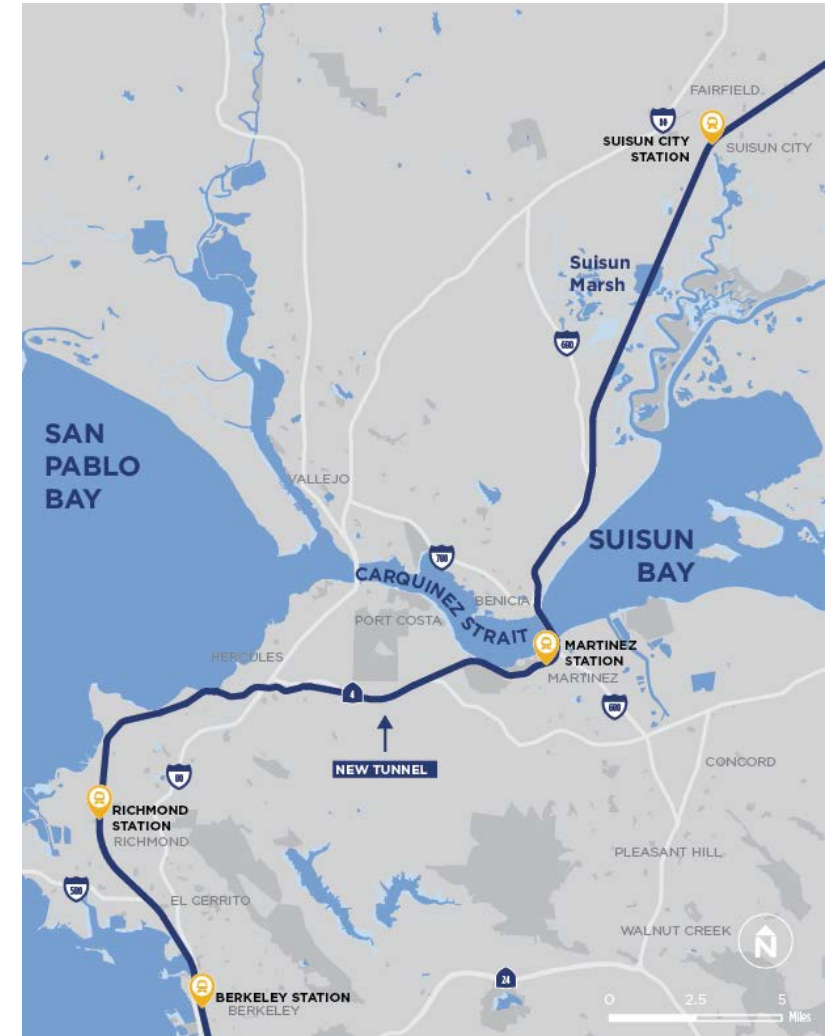 FAIRFIELD
80
SUISUN CITY
STATION
SUISUN CITY
Suisun
Marsh
680
SAN
PABLO
BAY
VALLEJO
SUISUN
BAY
780
CARQUINEZ STRAIT
BENICIA
PORT COSTA
MARTINEZ
STATION
HERCULES
MARTINEZ
4
680
NEW TUNNEL
CONCORD
80
RICHMOND
STATION
RICHMOND
PLEASANT HILL
580
EL CERRITO
WALNUT CREEK
N
24
BERKELEY STATION
BERKELEY
0 2.5 5
Miles